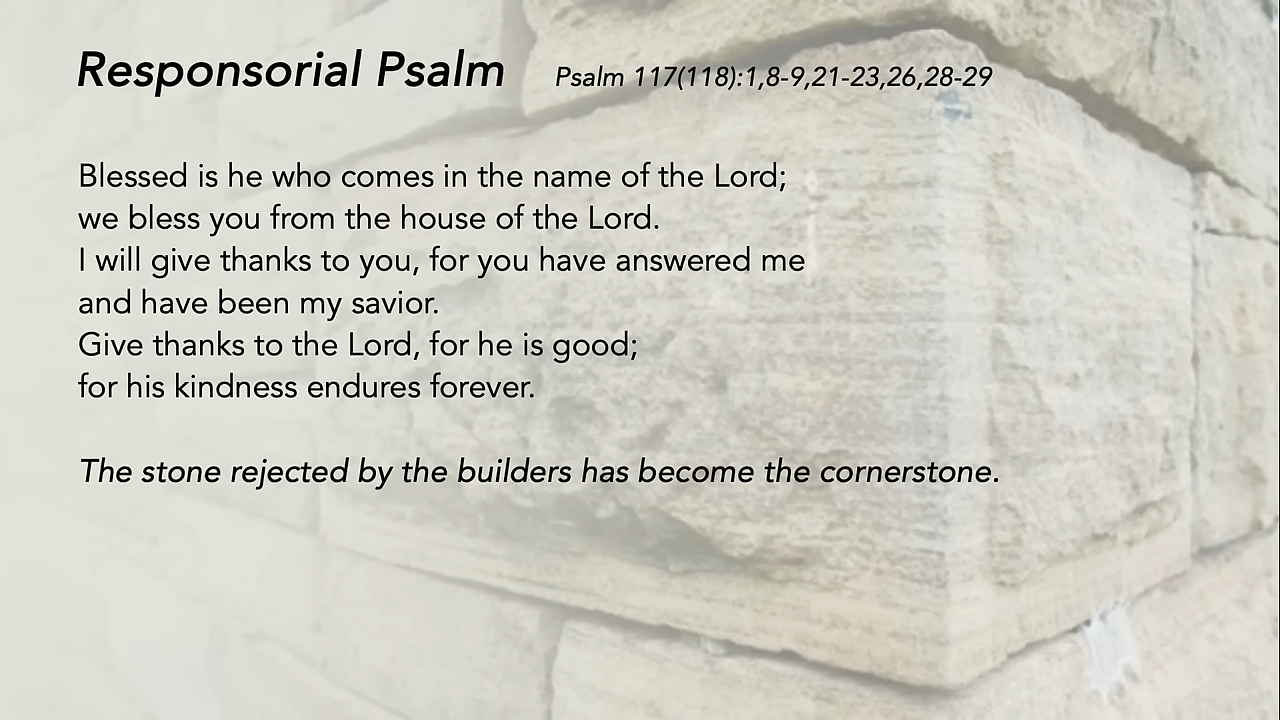 Responsorial Psalm Psalm 117(118):1,8-9,21-23,26,28-29
Blessed is he who comes in the name of the Lord;
we bless you from the house of the Lord.
I will give thanks to you, for you have answered me
and have been my savior.
Give thanks to the Lord, for he is good;
for his kindness endures forever.
The stone rejected by the builders has become the cornerstone.